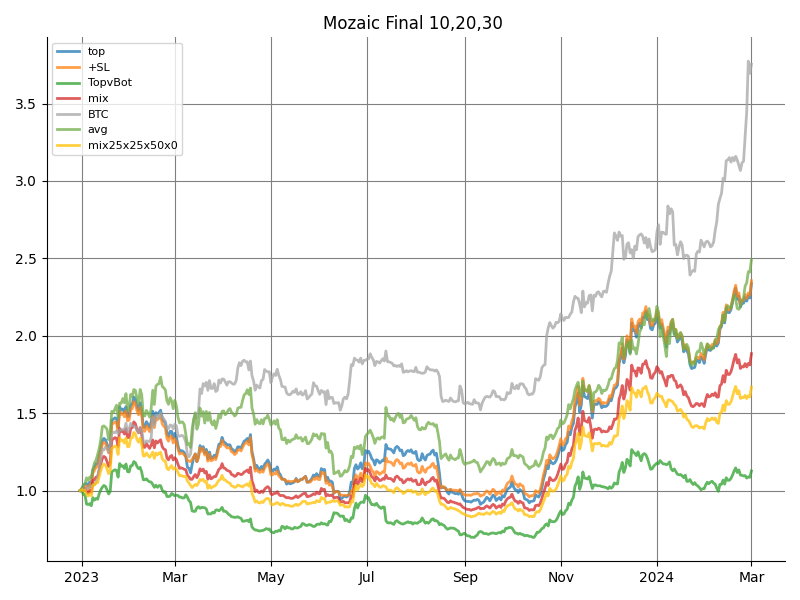 Mozaic Final 10,20,30
top
+SL
TopvBot
mix
BTC
avg
mix25x25x50x0
3.5
3.0
2.5
2.0
1.5
1.0
2023 Mar May Jul Sep Nov 2024 Mar